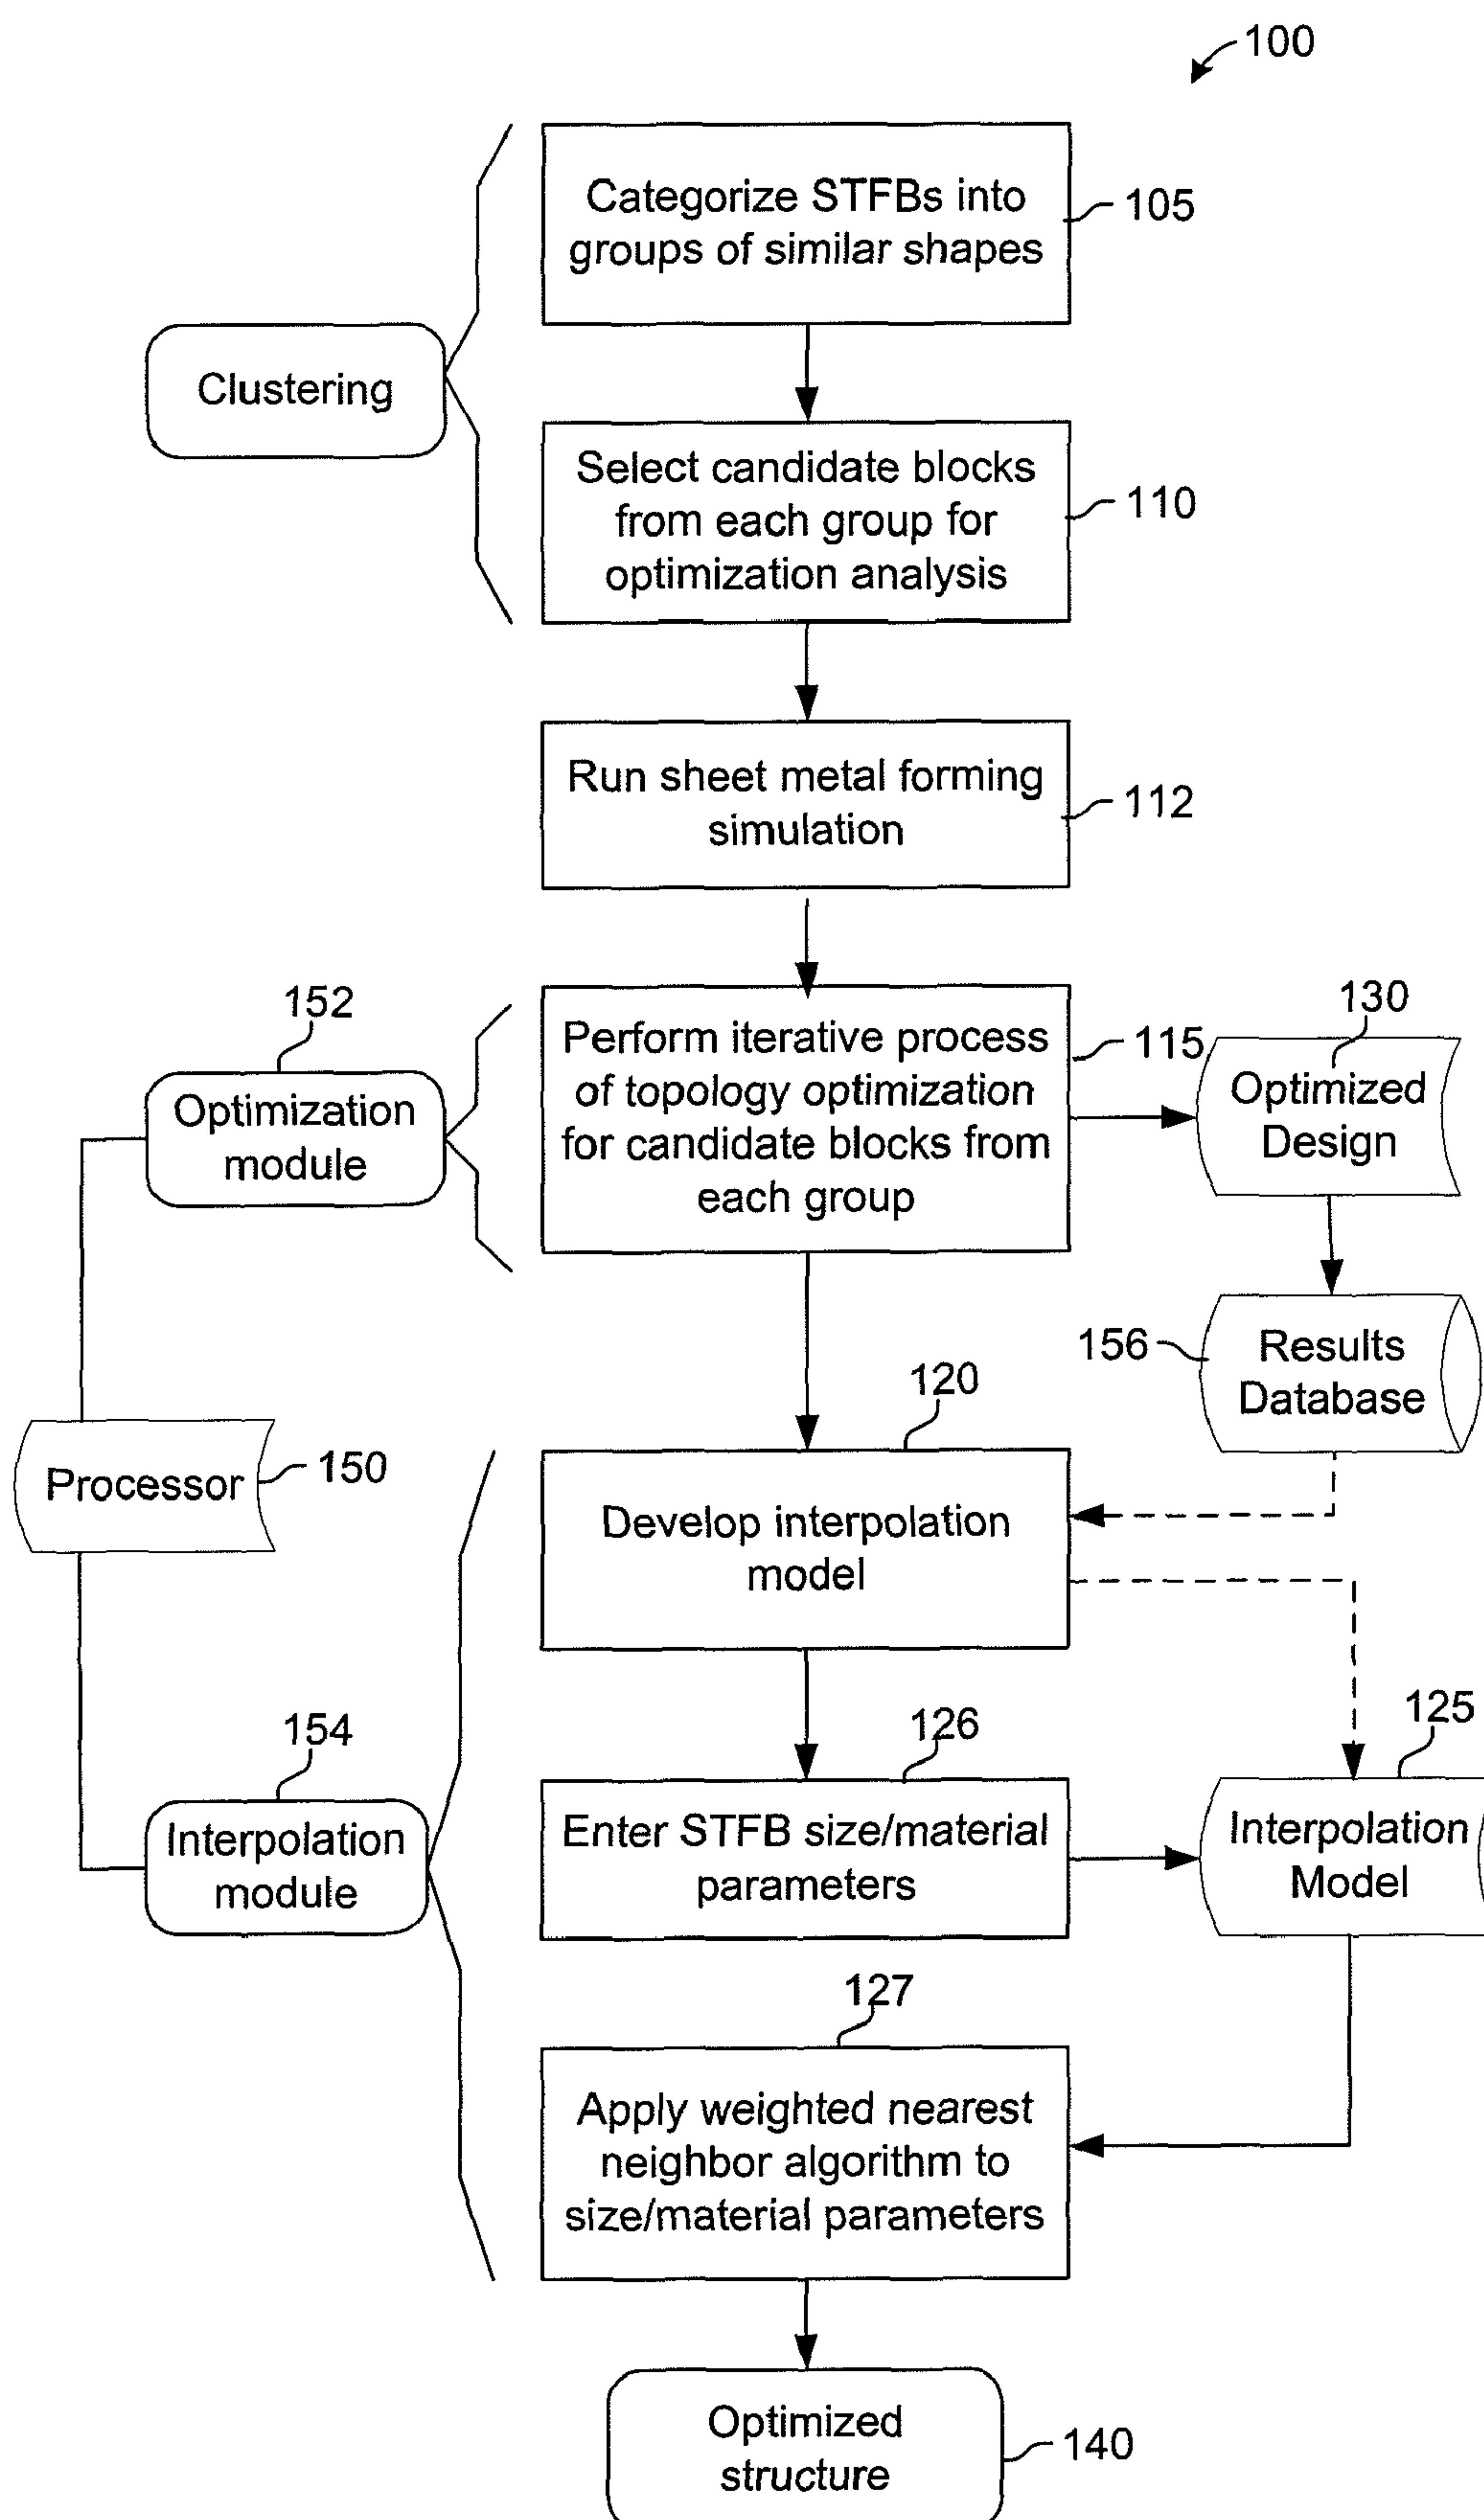 100
Categorize STFBs into
groups of similar shapes
105
Clustering
Select candidate blocks
from each group for
optimization analysis
110
Run sheet metal forming
simulation
112
152
Optimization
module
Perform iterative process
of topology optimization
for candidate blocks from
each group
115
130
Optimized
Design
156
Results
Database
120
Processor
150
Develop interpolation
model
154
Interpolation
module
126
Enter STFB size/material
parameters
125
Interpolation
Model
127
Apply weighted nearest
neighbor algorithm to
size/material parameters
Optimized
structure
140